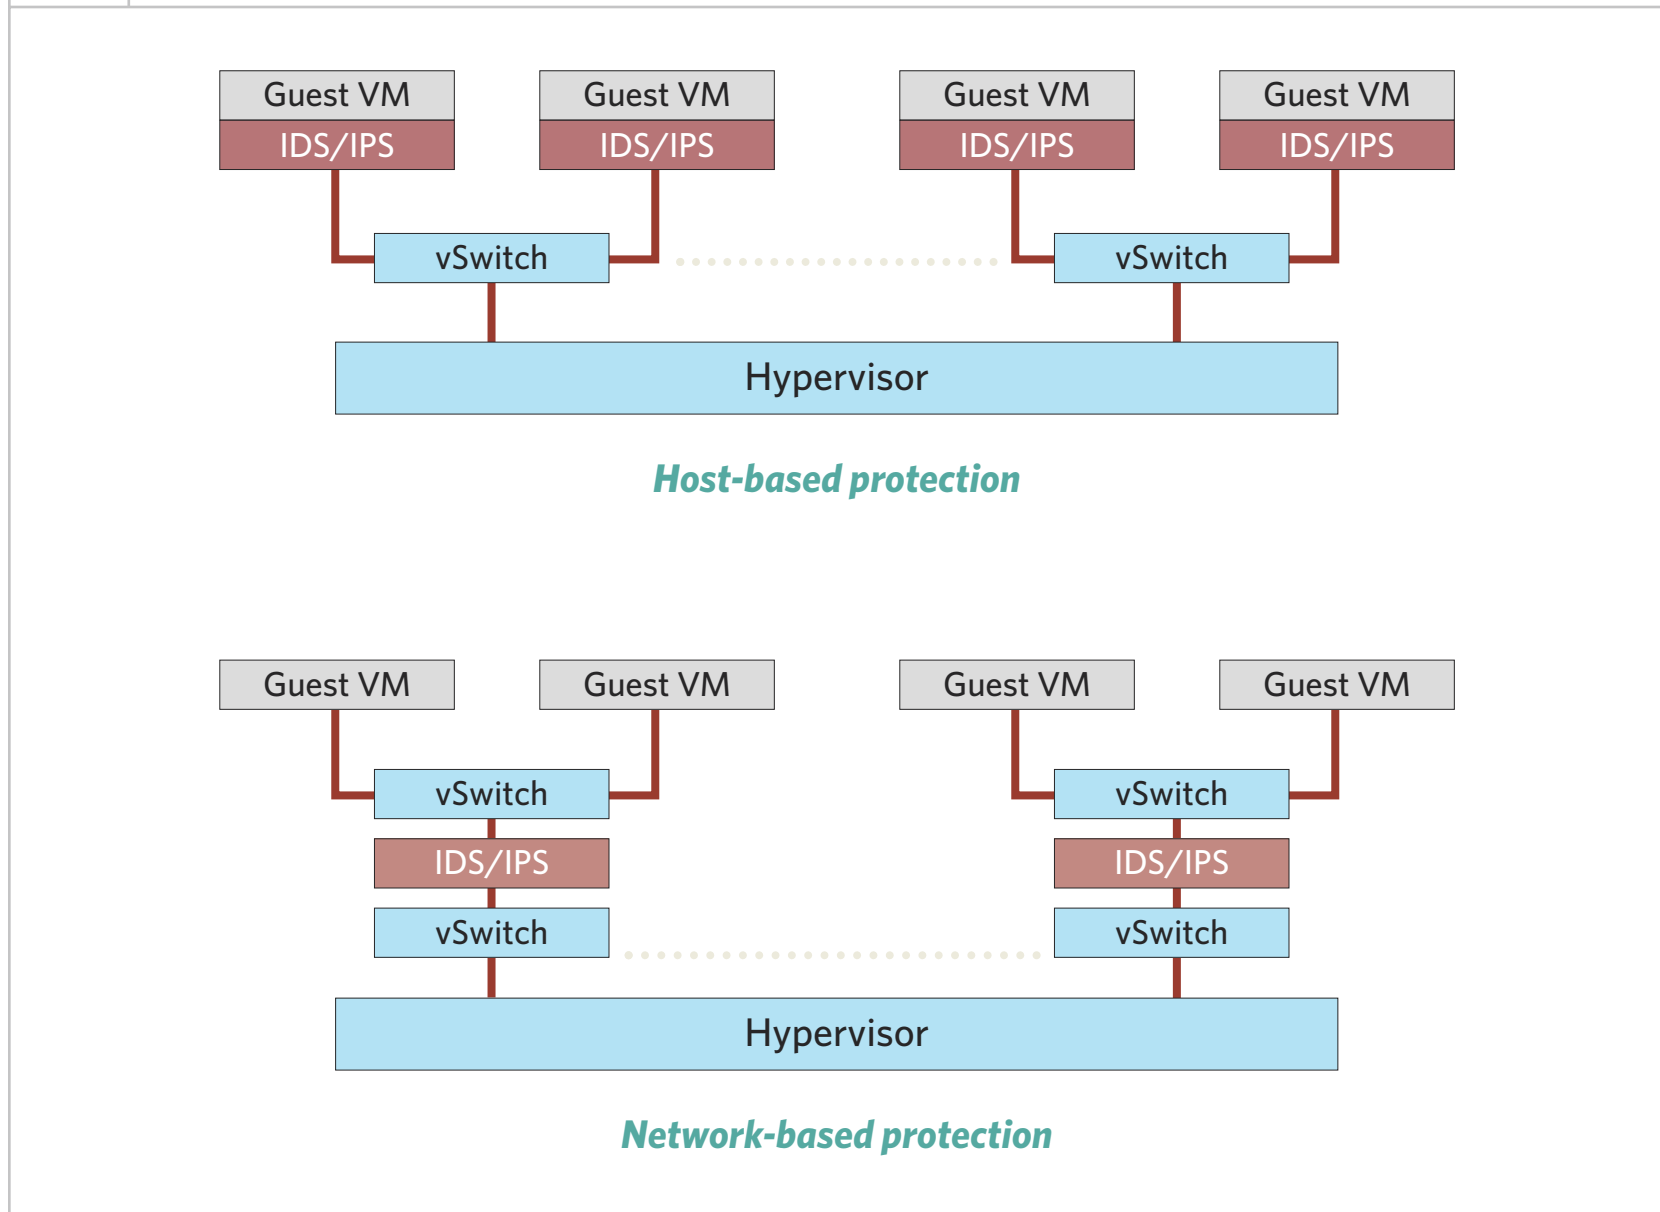 Guest VM Guest VM Guest VM Guest VM
IDS/IPS IDS/IPS IDS/IPS IDS/IPS
vSwitch vSwitch
Hypervisor
Host-based protection
Guest VM Guest VM Guest VM Guest VM
vSwitch vSwitch
IDS/IPS IDS/IPS
vSwitch vSwitch
Hypervisor
Network-based protection